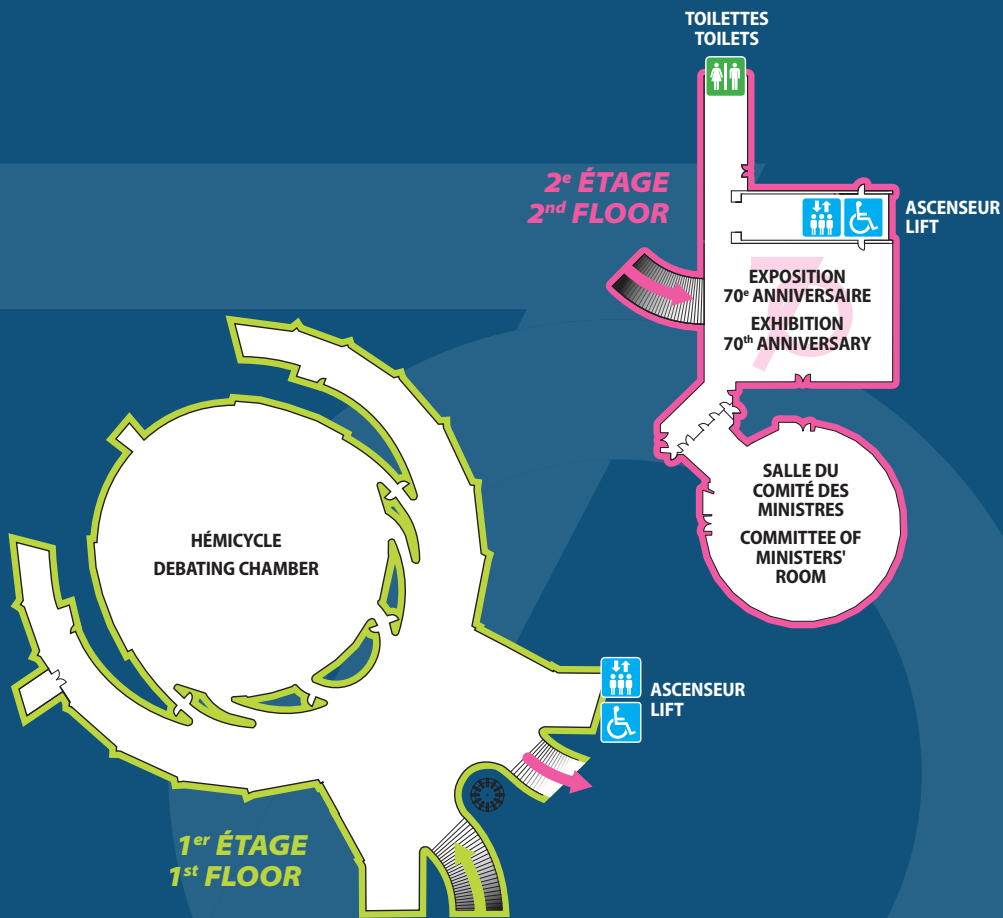 TOILETTES
TOILETS
2e ÉTAGE
2nd FLOOR
ASCENSEUR
LIFT
EXPOSITION
70e ANNIVERSAIRE
EXHIBITION
70th ANNIVERSARY
SALLE DU
COMITÉ DES
MINISTRES
COMMITTEE OF
MINISTERS'
ROOM
HÉMICYCLE
DEBATING CHAMBER
ASCENSEUR
LIFT
1er ÉTAGE
1st FLOOR